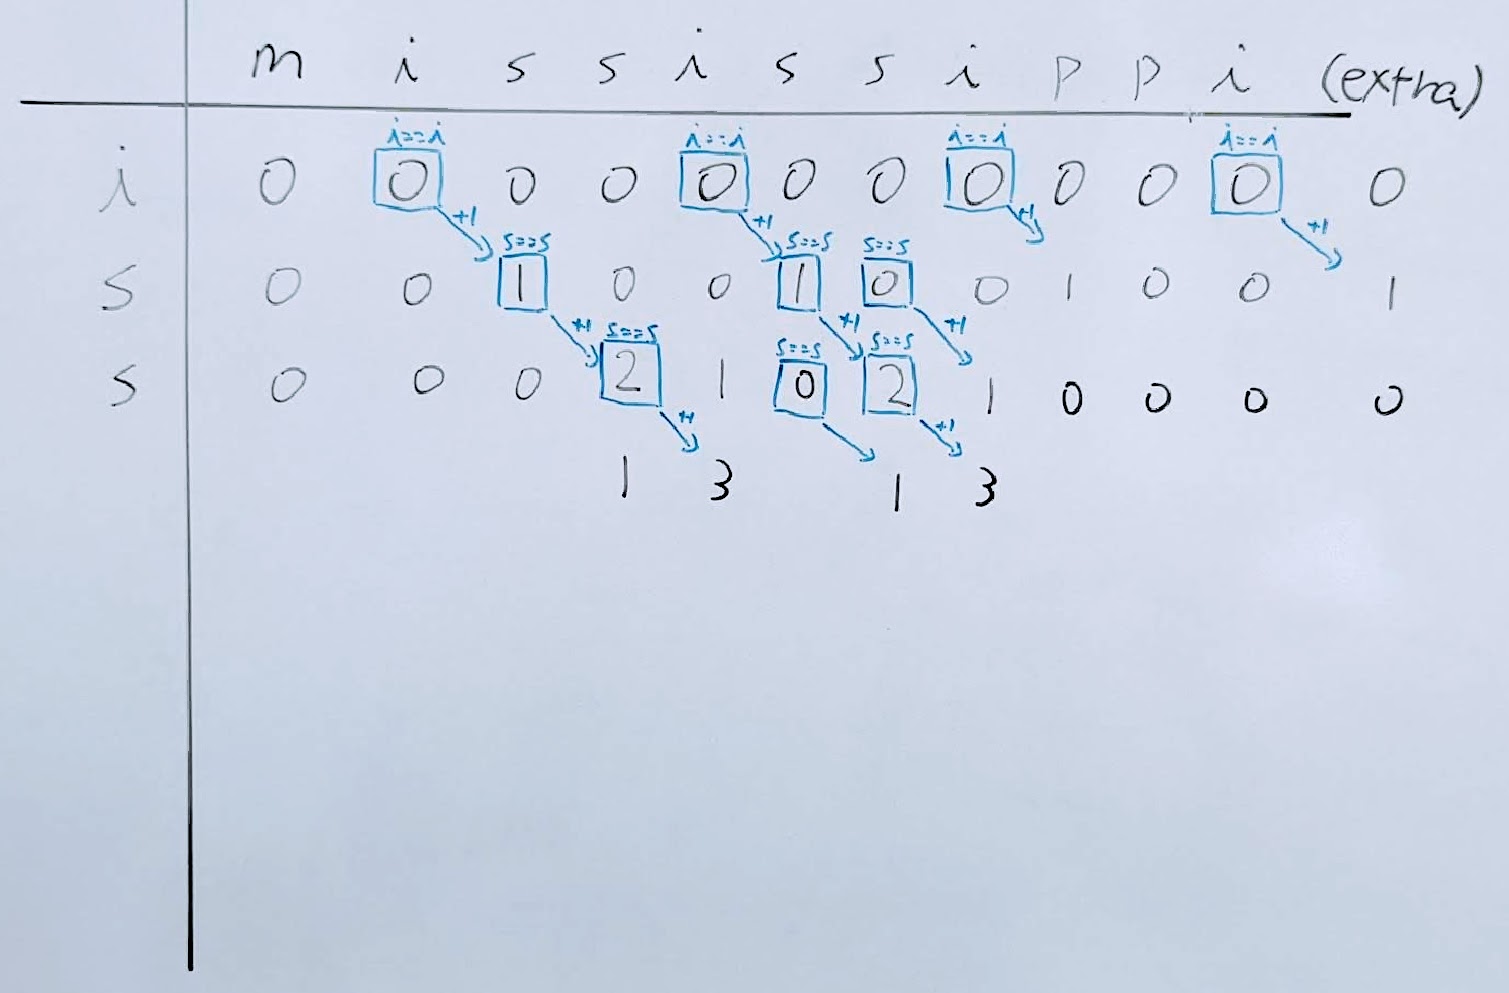 m i s s i s s i p p i (extra)
i==i i==i i==i i==i
i 0 0 0 0 0 0 0 0 0 0 0 0
+1 +1 +1 +1
s==s s==s s==s
s 0 0 1 0 0 1 0 0 1 0 0 1
+1 +1 +1
s==s s==s s==s
s 0 0 0 2 1 0 2 1 0 0 0 0
+1 +1
1 3 1 3